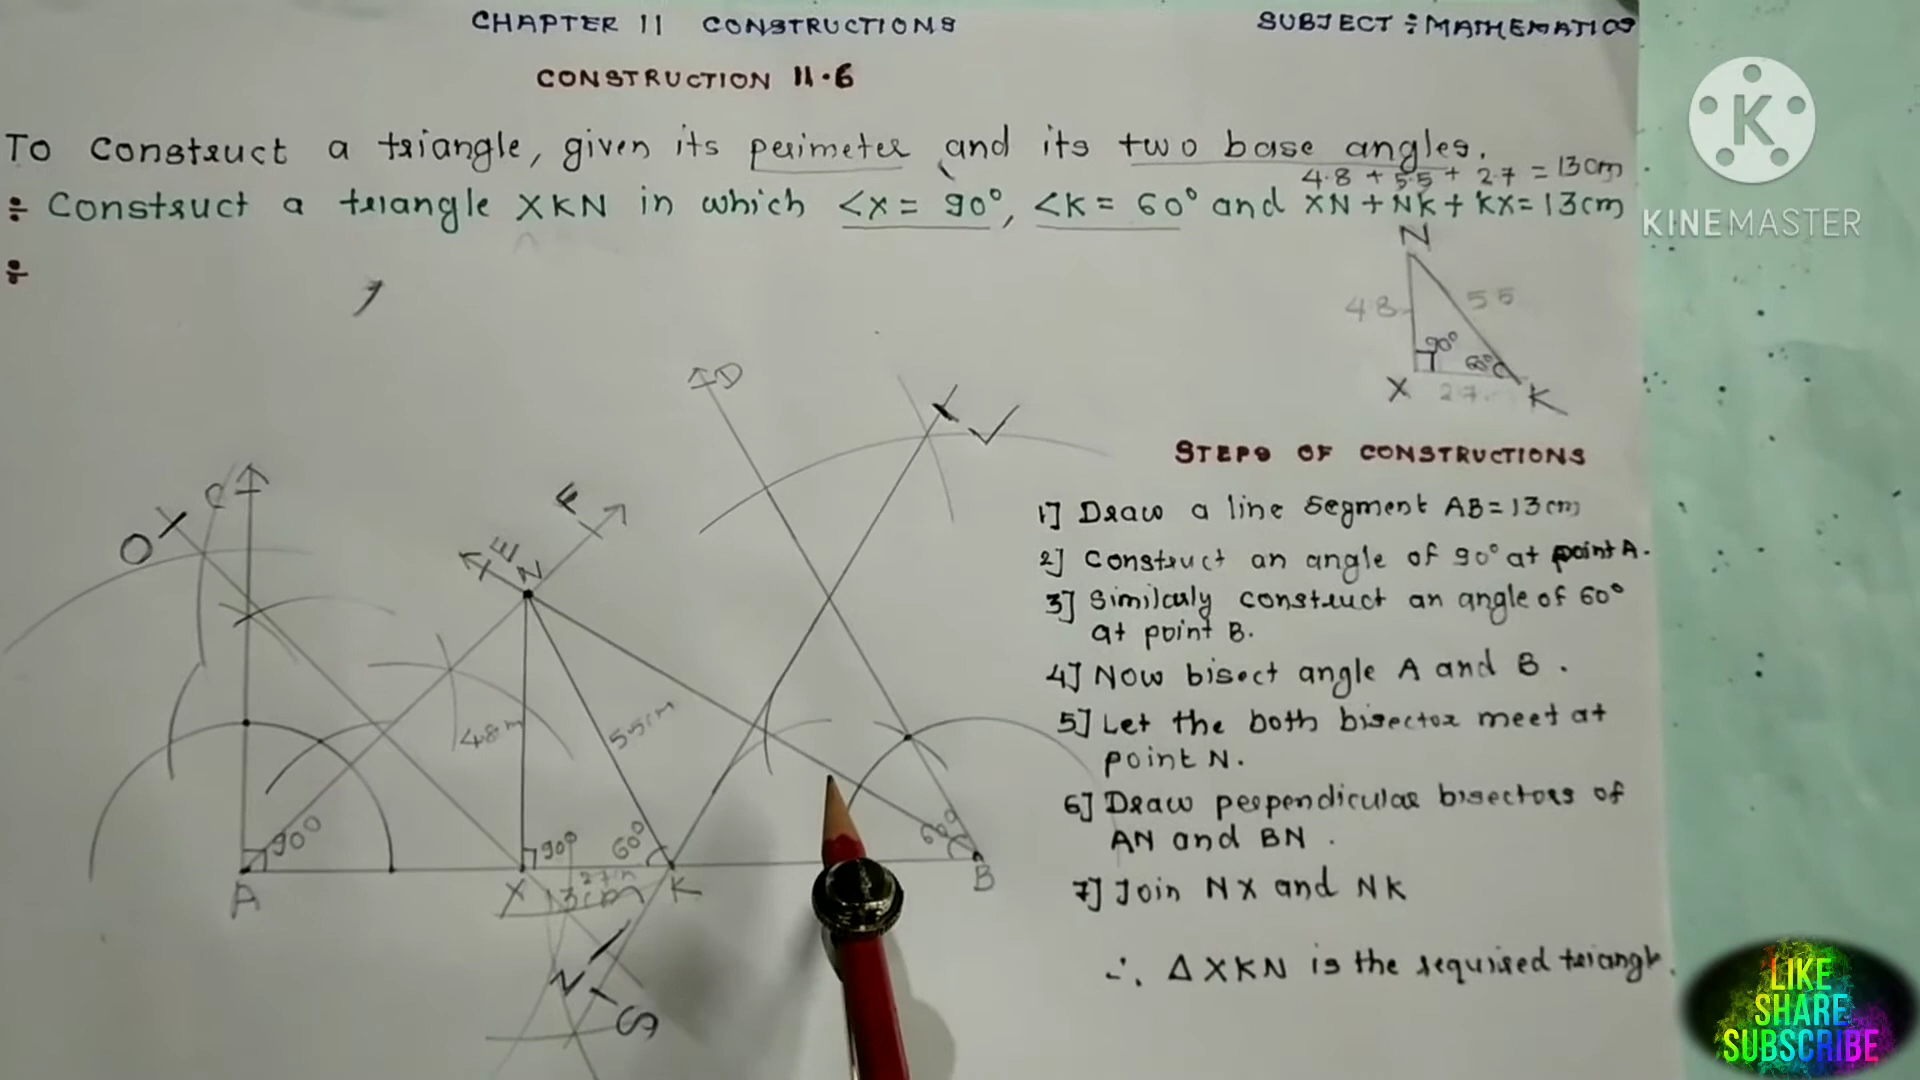 CHAPTER 11 CONSTRUCTIONS
SUBJECT ÷ MATHEMATICS
CONSTRUCTION 11.6
To construct a triangle, given its perimeter and its two base angles.
4.8 + 5.5 + 2.7 = 13cm
÷ Construct a triangle XKN in which <X = 90°, <K = 60° and XN + NK + KX = 13cm
÷
K
KINEMASTER
N
4.8
5.5
90°
60°
X
2.7
K
D
C
O
F
E
N
4.8
5.5cm
90°
90°
60°
60°
A
X
13cm
2.7
K
B
S
STEPS OF CONSTRUCTIONS
1] Draw a line segment AB = 13cm
2] Construct an angle of 90° at point A.
3] Similarly construct an angle of 60°
at point B.
4] Now bisect angle A and B.
5] Let the both bisector meet at
point N.
6] Draw perpendicular bisectors of
AN and BN.
7] Join NX and NK
∴ Δ XKN is the required triangle.
LIKE
SHARE
SUBSCRIBE